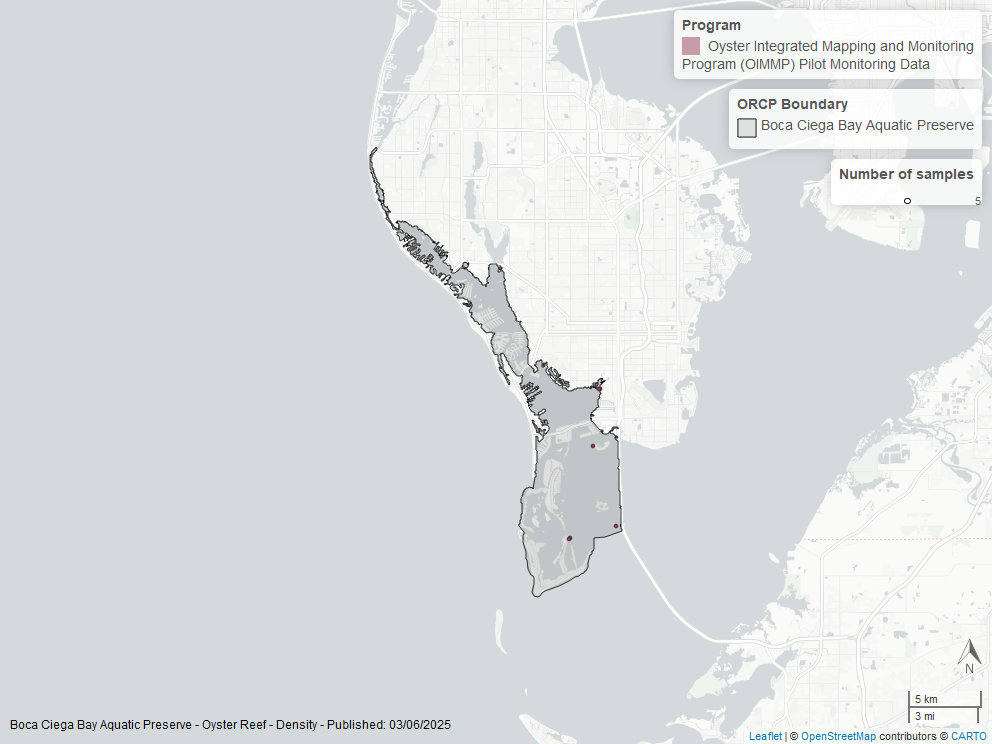 Program
Oyster Integrated Mapping and Monitoring
Program (OIMMP) Pilot Monitoring Data
ORCP Boundary
Boca Ciega Bay Aquatic Preserve
Number of samples
5
N
5 km
3 mi
Boca Ciega Bay Aquatic Preserve - Oyster Reef - Density - Published: 03/06/2025
Leaflet | © OpenStreetMap contributors © CARTO